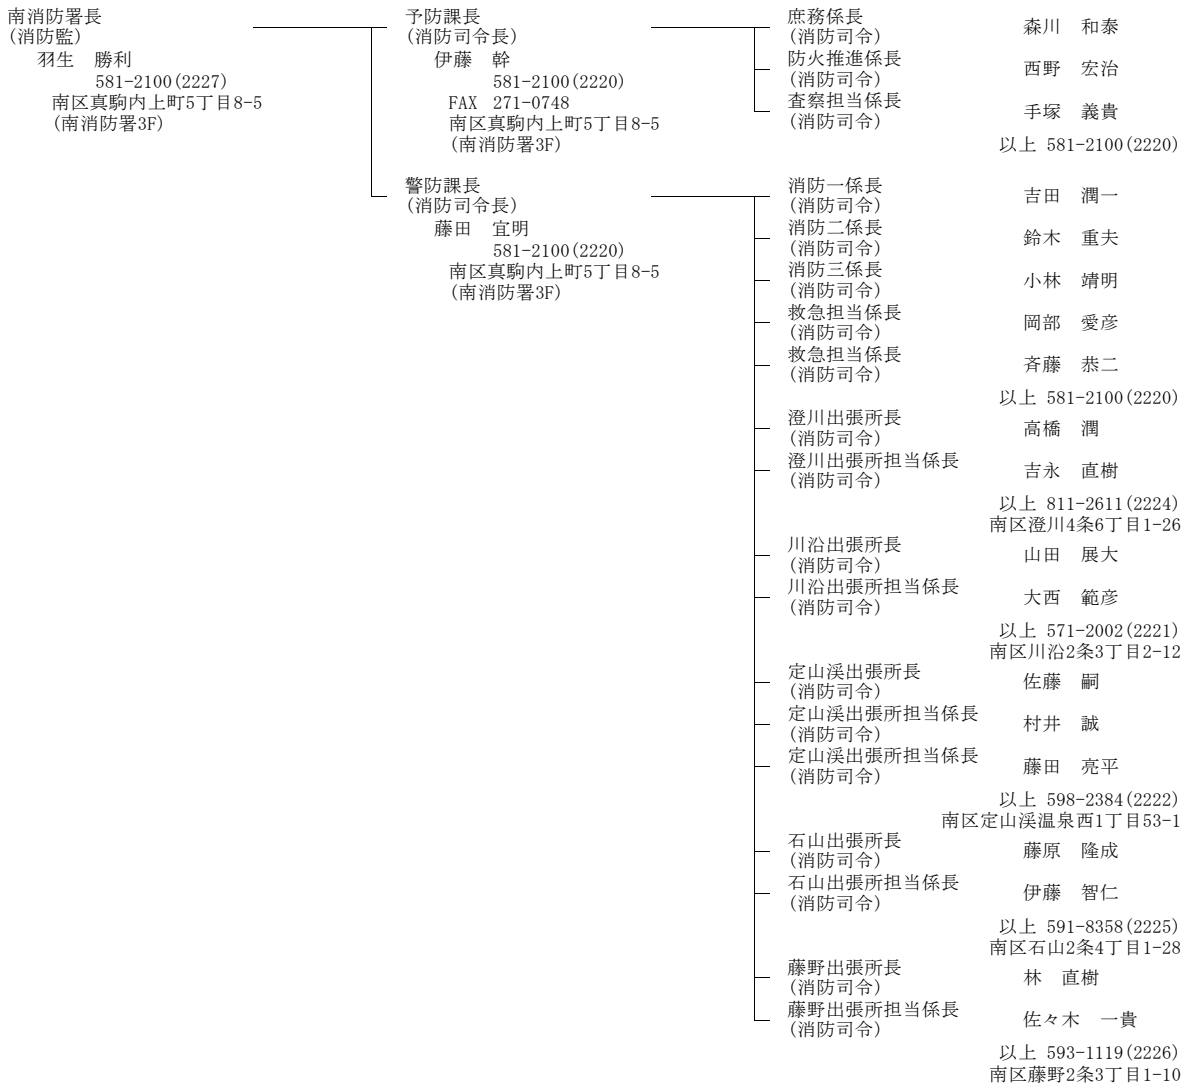 南消防署長
(消防監)
羽生　勝利
581-2100(2227)
南区真駒内上町5丁目8-5
(南消防署3F)
予防課長
(消防司令長)
伊藤　幹
581-2100(2220)
FAX　271-0748
南区真駒内上町5丁目8-5
(南消防署3F)
庶務係長　森川　和泰
(消防司令)
防火推進係長　西野　宏治
(消防司令)
査察担当係長　手塚　義貴
(消防司令)
以上 581-2100(2220)
警防課長
(消防司令長)
藤田　宜明
581-2100(2220)
南区真駒内上町5丁目8-5
(南消防署3F)
消防一係長　吉田　潤一
(消防司令)
消防二係長　鈴木　重夫
(消防司令)
消防三係長　小林　靖明
(消防司令)
救急担当係長　岡部　愛彦
(消防司令)
救急担当係長　斉藤　恭二
(消防司令)
以上 581-2100(2220)
澄川出張所長　高橋　潤
(消防司令)
澄川出張所担当係長　吉永　直樹
(消防司令)
以上 811-2611(2224)
南区澄川4条6丁目1-26
川沿出張所長　山田　展大
(消防司令)
川沿出張所担当係長　大西　範彦
(消防司令)
以上 571-2002(2221)
南区川沿2条3丁目2-12
定山渓出張所長　佐藤　嗣
(消防司令)
定山渓出張所担当係長　村井　誠
(消防司令)
定山渓出張所担当係長　藤田　亮平
(消防司令)
以上 598-2384(2222)
南区定山渓温泉西1丁目53-1
石山出張所長　藤原　隆成
(消防司令)
石山出張所担当係長　伊藤　智仁
(消防司令)
以上 591-8358(2225)
南区石山2条4丁目1-28
藤野出張所長　林　直樹
(消防司令)
藤野出張所担当係長　佐々木　一貴
(消防司令)
以上 593-1119(2226)
南区藤野2条3丁目1-10